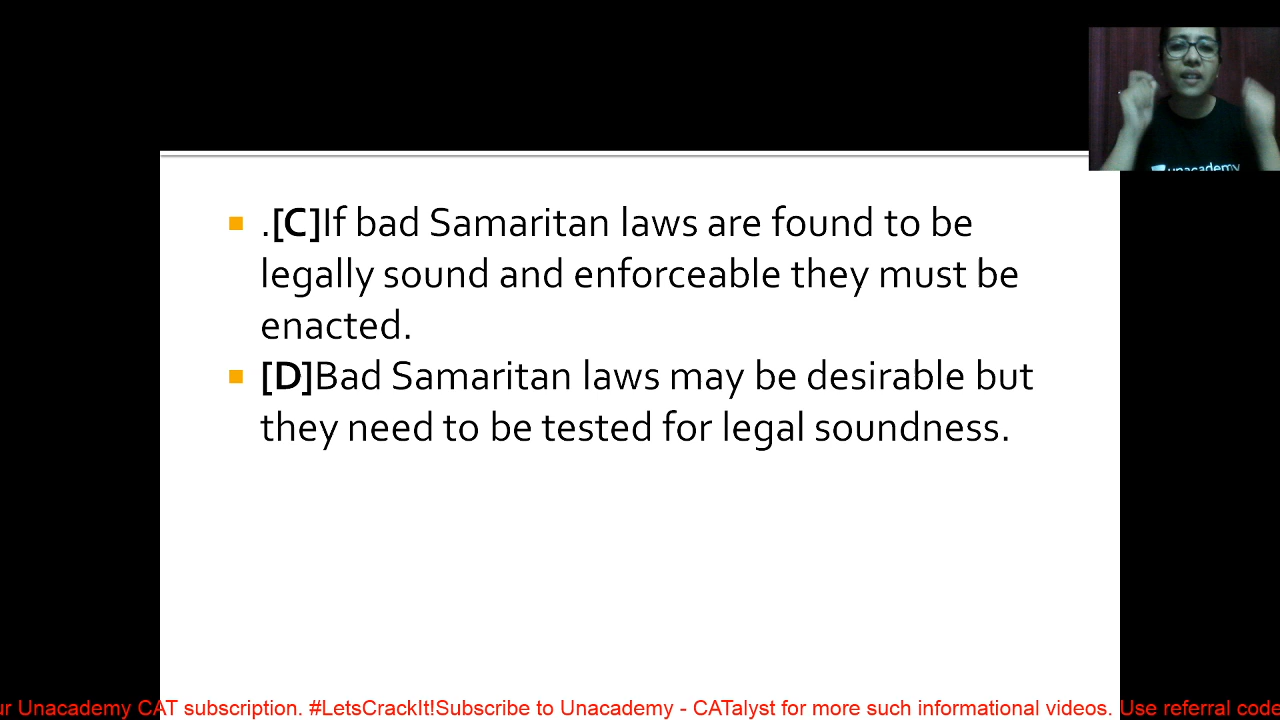 unacademy
.[C]If bad Samaritan laws are found to be
legally sound and enforceable they must be
enacted.
[D]Bad Samaritan laws may be desirable but
they need to be tested for legal soundness.
Unacademy CAT subscription. #LetsCrackIt!Subscribe to Unacademy - CATalyst for more such informational videos. Use referral code